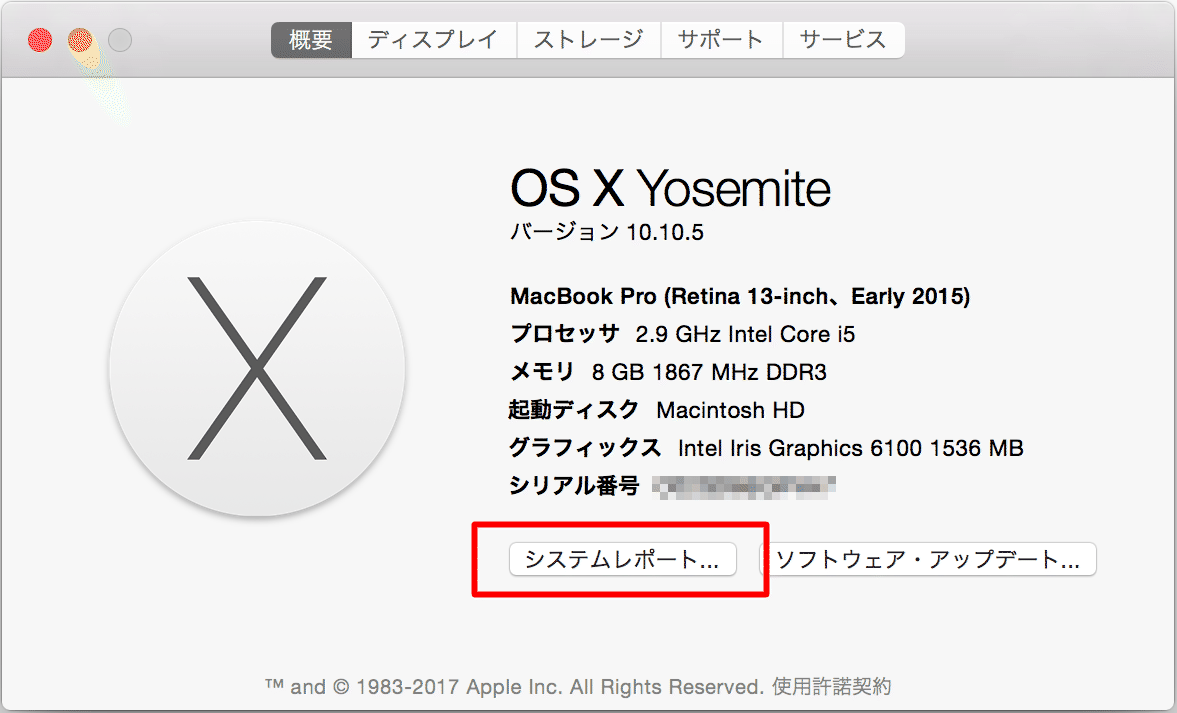 概要 ディスプレイ ストレージ サポート サービス
OS X Yosemite
バージョン 10.10.5
MacBook Pro (Retina 13-inch、Early 2015)
プロセッサ 2.9 GHz Intel Core i5
メモリ 8 GB 1867 MHz DDR3
起動ディスク Macintosh HD
グラフィックス Intel Iris Graphics 6100 1536 MB
シリアル番号
システムレポート... ソフトウェア・アップデート...
™ and © 1983-2017 Apple Inc. All Rights Reserved. 使用許諾契約